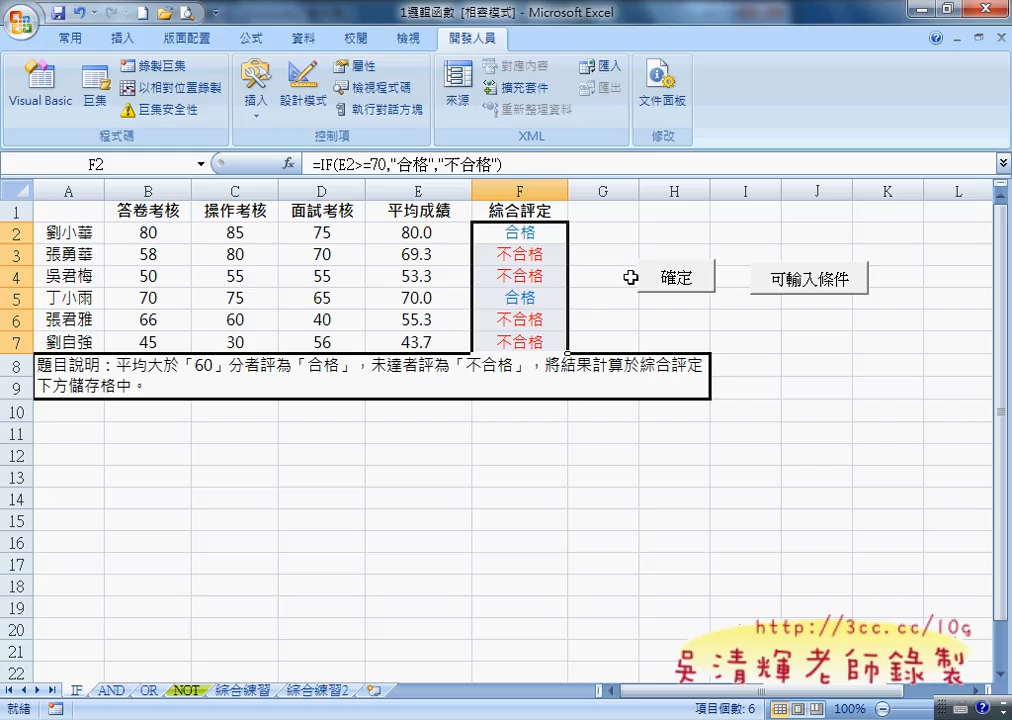 1邏輯函數 [相容模式] - Microsoft Excel
常用 插入 版面配置 公式 資料 校閱 檢視 開發人員
Visual Basic 巨集 錄製巨集 以相對位置錄製 巨集安全性
插入 設計模式 屬性 檢視程式碼 執行對話方塊
來源 對應內容 擴充套件 重新整理資料 匯入 匯出
文件面板
程式碼 控制項 XML 修改
F2 fx =IF(E2>=70,"合格","不合格")
A B C D E F G H I J K L
1 答卷考核 操作考核 面試考核 平均成績 綜合評定
2 劉小華 80 85 75 80.0 合格
3 張勇華 58 80 70 69.3 不合格
4 吳君梅 50 55 55 53.3 不合格 確定 可輸入條件
5 丁小雨 70 75 65 70.0 合格
6 張君雅 66 60 40 55.3 不合格
7 劉自強 45 30 56 43.7 不合格
8 題目說明：平均大於「60」分者評為「合格」，未達者評為「不合格」，將結果計算於綜合評定
9 下方儲存格中。
10
11
12
13
14
15
16
17
18
19
20
21
22
http://3cc.cc/10g
吳清輝老師錄製
IF AND OR NOT 綜合練習 綜合練習2
就緒 項目個數: 6 100%